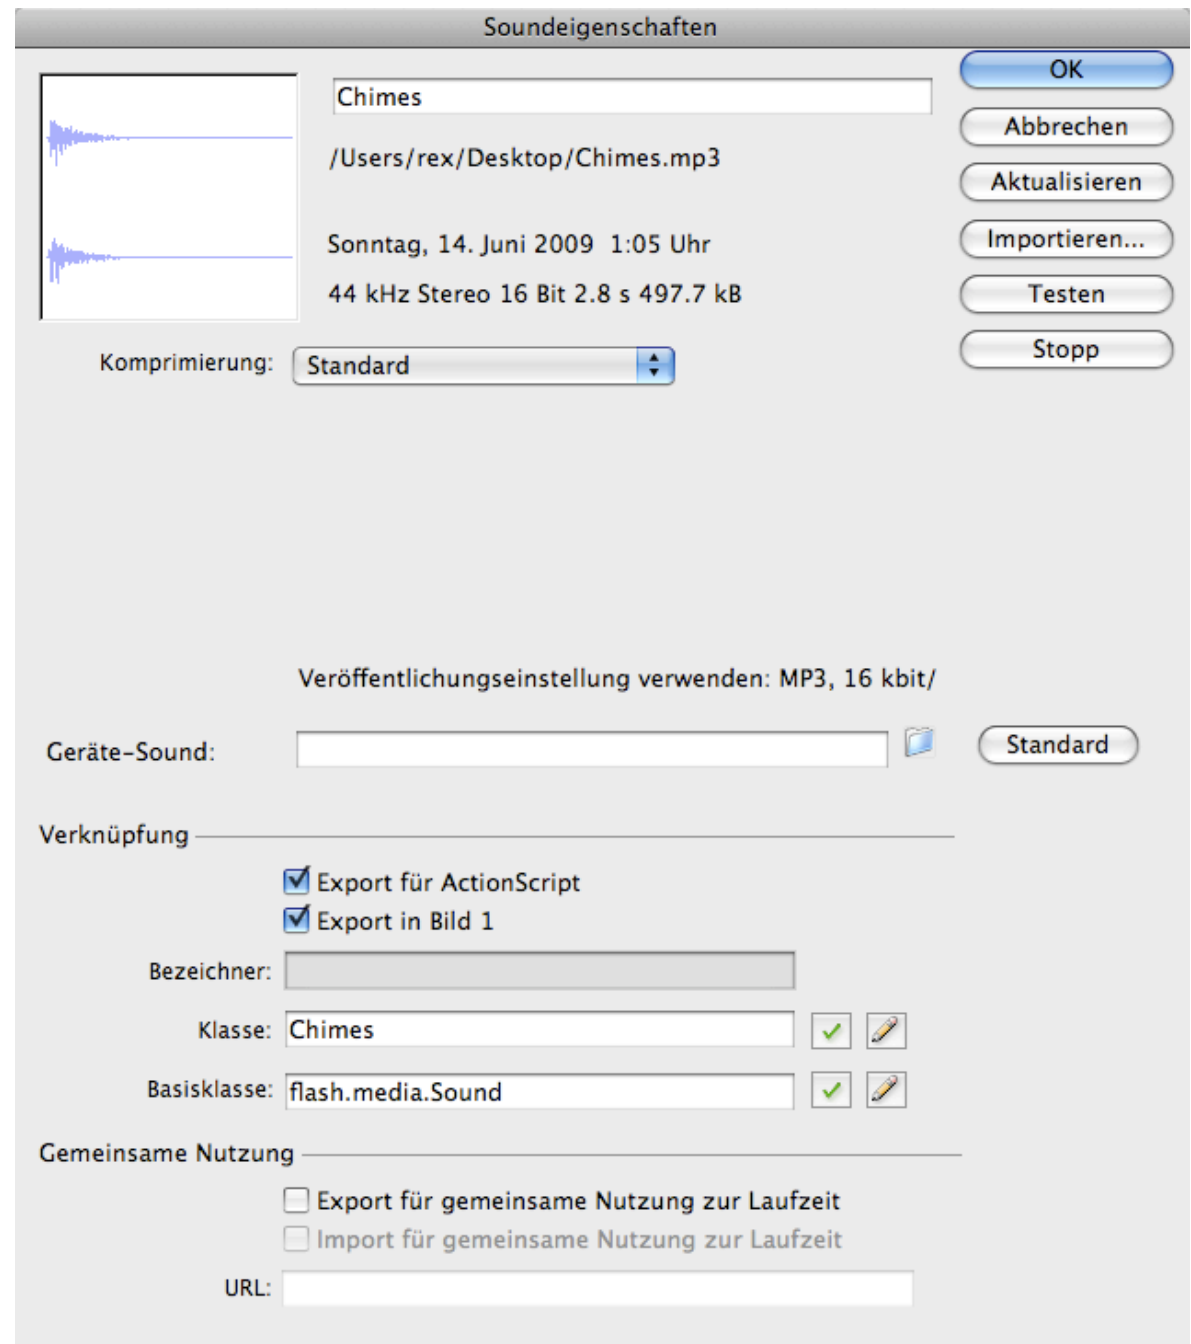 Soundeigenschaften
Chimes
/Users/rex/Desktop/Chimes.mp3
Sonntag, 14. Juni 2009  1:05 Uhr
44 kHz Stereo 16 Bit 2.8 s 497.7 kB
OK
Abbrechen
Aktualisieren
Importieren...
Testen
Stopp
Komprimierung: Standard
Veröffentlichungseinstellung verwenden: MP3, 16 kbit/
Geräte-Sound: Standard
Verknüpfung
Export für ActionScript
Export in Bild 1
Bezeichner:
Klasse: Chimes
Basisklasse: flash.media.Sound
Gemeinsame Nutzung
Export für gemeinsame Nutzung zur Laufzeit
Import für gemeinsame Nutzung zur Laufzeit
URL: